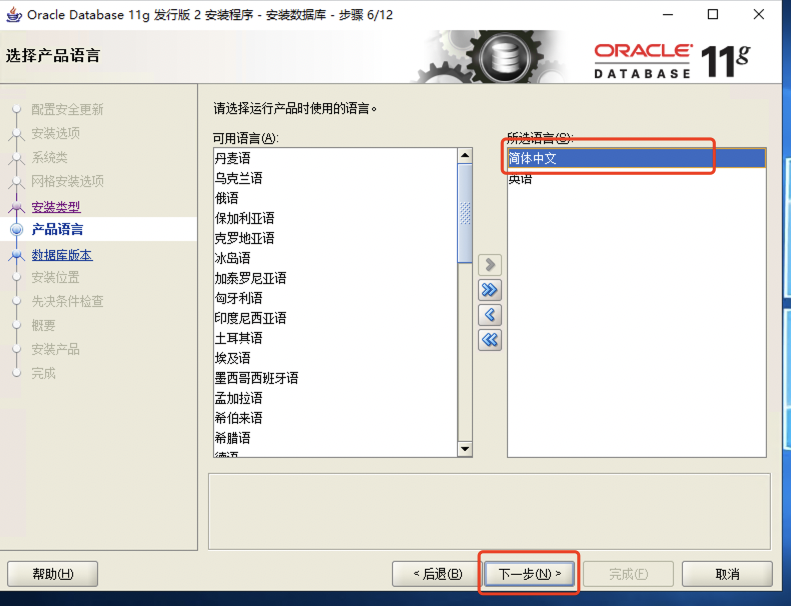 Oracle Database 11g 发行版 2 安装程序 - 安装数据库 - 步骤 6/12
选择产品语言
ORACLE
DATABASE 11g
配置安全更新
安装选项
系统类
网格安装选项
安装类型
产品语言
数据库版本
安装位置
先决条件检查
概要
安装产品
完成
请选择运行产品时使用的语言。
可用语言(A):
丹麦语
乌克兰语
俄语
保加利亚语
克罗地亚语
冰岛语
加泰罗尼亚语
匈牙利语
印度尼西亚语
土耳其语
埃及语
墨西哥西班牙语
孟加拉语
希伯来语
希腊语
德语
所选语言(S):
简体中文
英语
帮助(H)
< 后退(B)
下一步(N) >
完成(F)
取消